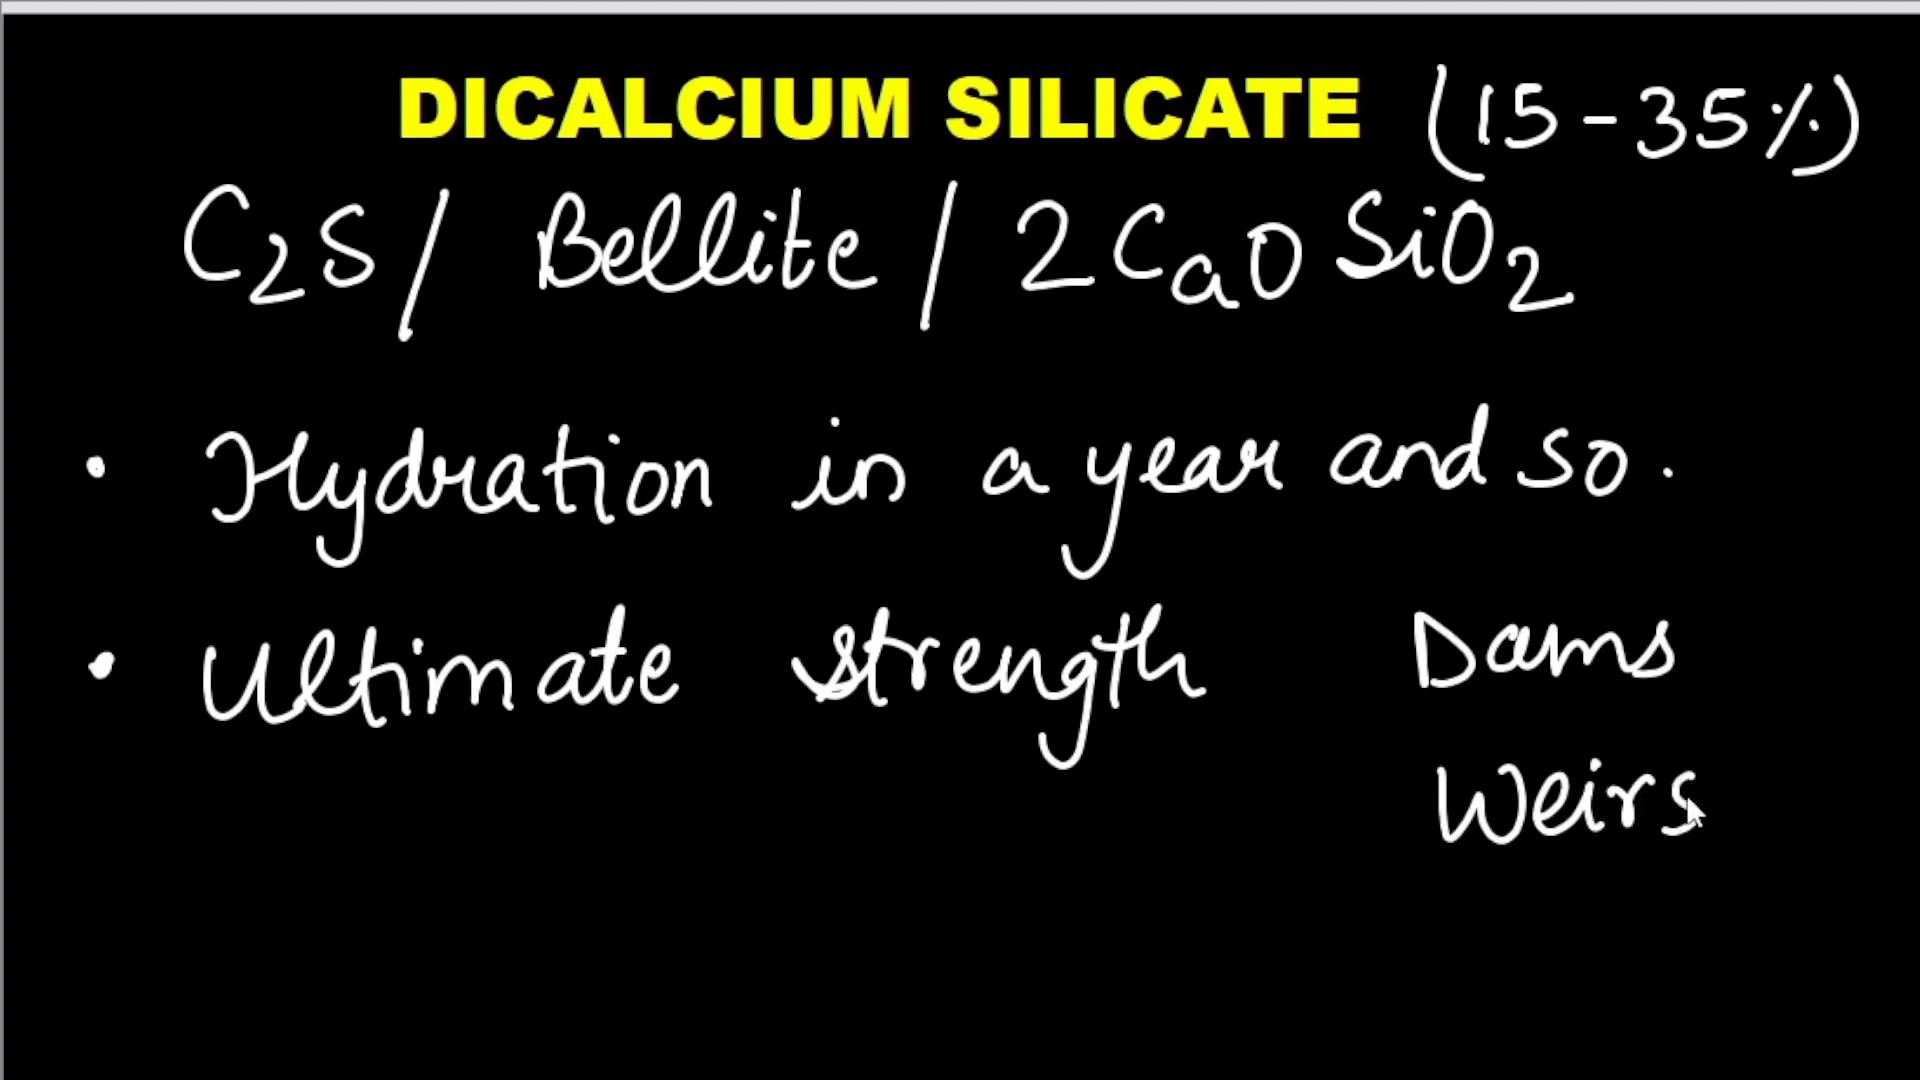 DICALCIUM SILICATE (15-35%)
C2S / Bellite / 2CaO SiO2
• Hydration in a year and so.
• Ultimate strength Dams
Weirs